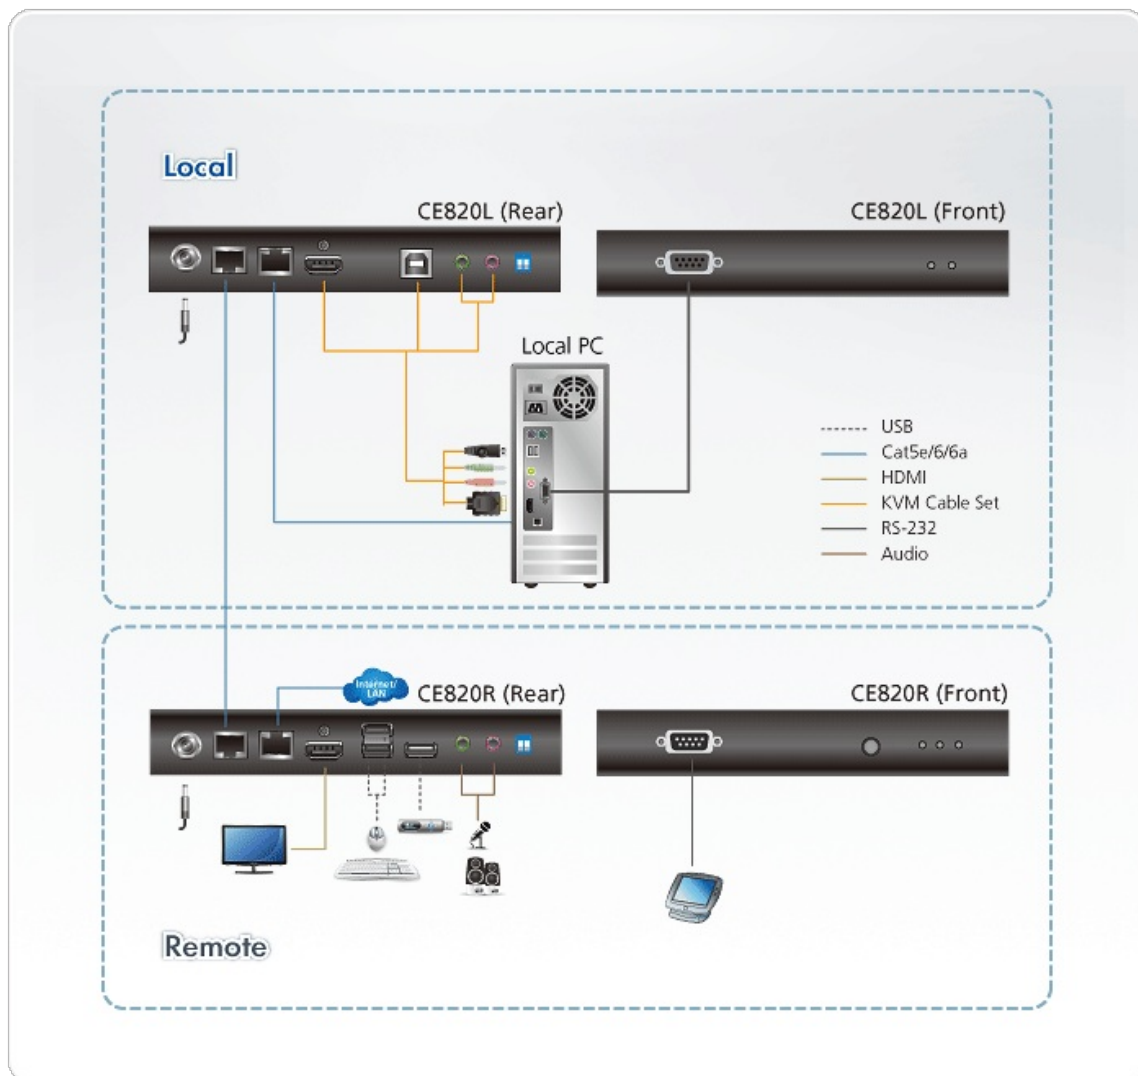 Local
CE820L (Rear)
CE820L (Front)
Local PC
USB
Cat5e/6/6a
HDMI
KVM Cable Set
RS-232
Audio
Internet/
LAN
CE820R (Rear)
CE820R (Front)
Remote